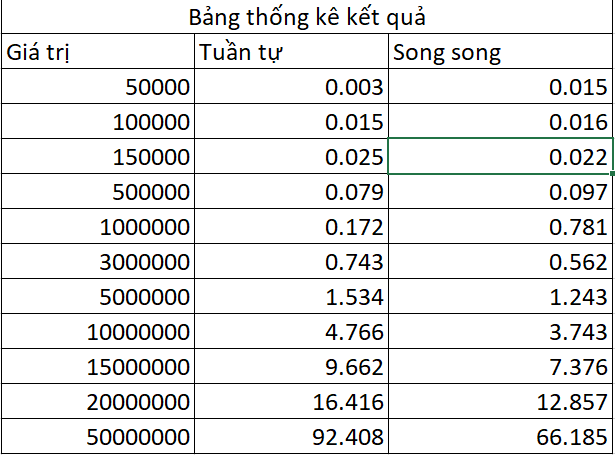 Bảng thống kê kết quả
Giá trị Tuần tự Song song
50000 0.003 0.015
100000 0.015 0.016
150000 0.025 0.022
500000 0.079 0.097
1000000 0.172 0.781
3000000 0.743 0.562
5000000 1.534 1.243
10000000 4.766 3.743
15000000 9.662 7.376
20000000 16.416 12.857
50000000 92.408 66.185